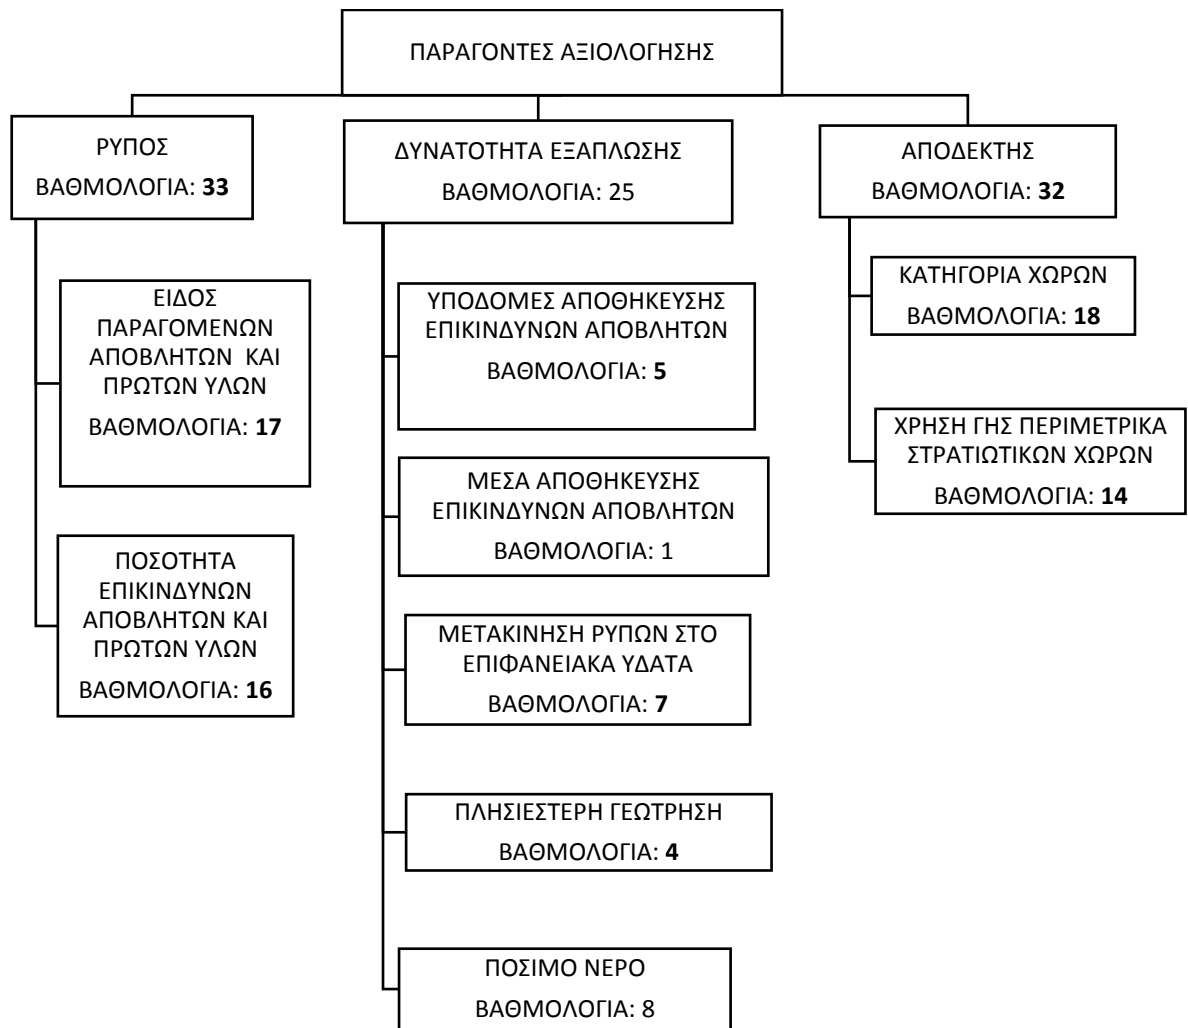 ΠΑΡΑΓΟΝΤΕΣ ΑΞΙΟΛΟΓΗΣΗΣ
ΡΥΠΟΣ
ΒΑΘΜΟΛΟΓΙΑ: 33
ΕΙΔΟΣ
ΠΑΡΑΓΟΜΕΝΩΝ
ΑΠΟΒΛΗΤΩΝ ΚΑΙ
ΠΡΩΤΩΝ ΥΛΩΝ
ΒΑΘΜΟΛΟΓΙΑ: 17
ΠΟΣΟΤΗΤΑ
ΕΠΙΚΙΝΔΥΝΩΝ
ΑΠΟΒΛΗΤΩΝ ΚΑΙ
ΠΡΩΤΩΝ ΥΛΩΝ
ΒΑΘΜΟΛΟΓΙΑ: 16
ΔΥΝΑΤΟΤΗΤΑ ΕΞΑΠΛΩΣΗΣ
ΒΑΘΜΟΛΟΓΙΑ: 25
ΥΠΟΔΟΜΕΣ ΑΠΟΘΗΚΕΥΣΗΣ
ΕΠΙΚΙΝΔΥΝΩΝ ΑΠΟΒΛΗΤΩΝ
ΒΑΘΜΟΛΟΓΙΑ: 5
ΜΕΣΑ ΑΠΟΘΗΚΕΥΣΗΣ
ΕΠΙΚΙΝΔΥΝΩΝ ΑΠΟΒΛΗΤΩΝ
ΒΑΘΜΟΛΟΓΙΑ: 1
ΜΕΤΑΚΙΝΗΣΗ ΡΥΠΩΝ ΣΤΟ
ΕΠΙΦΑΝΕΙΑΚΑ ΥΔΑΤΑ
ΒΑΘΜΟΛΟΓΙΑ: 7
ΠΛΗΣΙΕΣΤΕΡΗ ΓΕΩΤΡΗΣΗ
ΒΑΘΜΟΛΟΓΙΑ: 4
ΠΟΣΙΜΟ ΝΕΡΟ
ΒΑΘΜΟΛΟΓΙΑ: 8
ΑΠΟΔΕΚΤΗΣ
ΒΑΘΜΟΛΟΓΙΑ: 32
ΚΑΤΗΓΟΡΙΑ ΧΩΡΩΝ
ΒΑΘΜΟΛΟΓΙΑ: 18
ΧΡΗΣΗ ΓΗΣ ΠΕΡΙΜΕΤΡΙΚΑ
ΣΤΡΑΤΙΩΤΙΚΩΝ ΧΩΡΩΝ
ΒΑΘΜΟΛΟΓΙΑ: 14